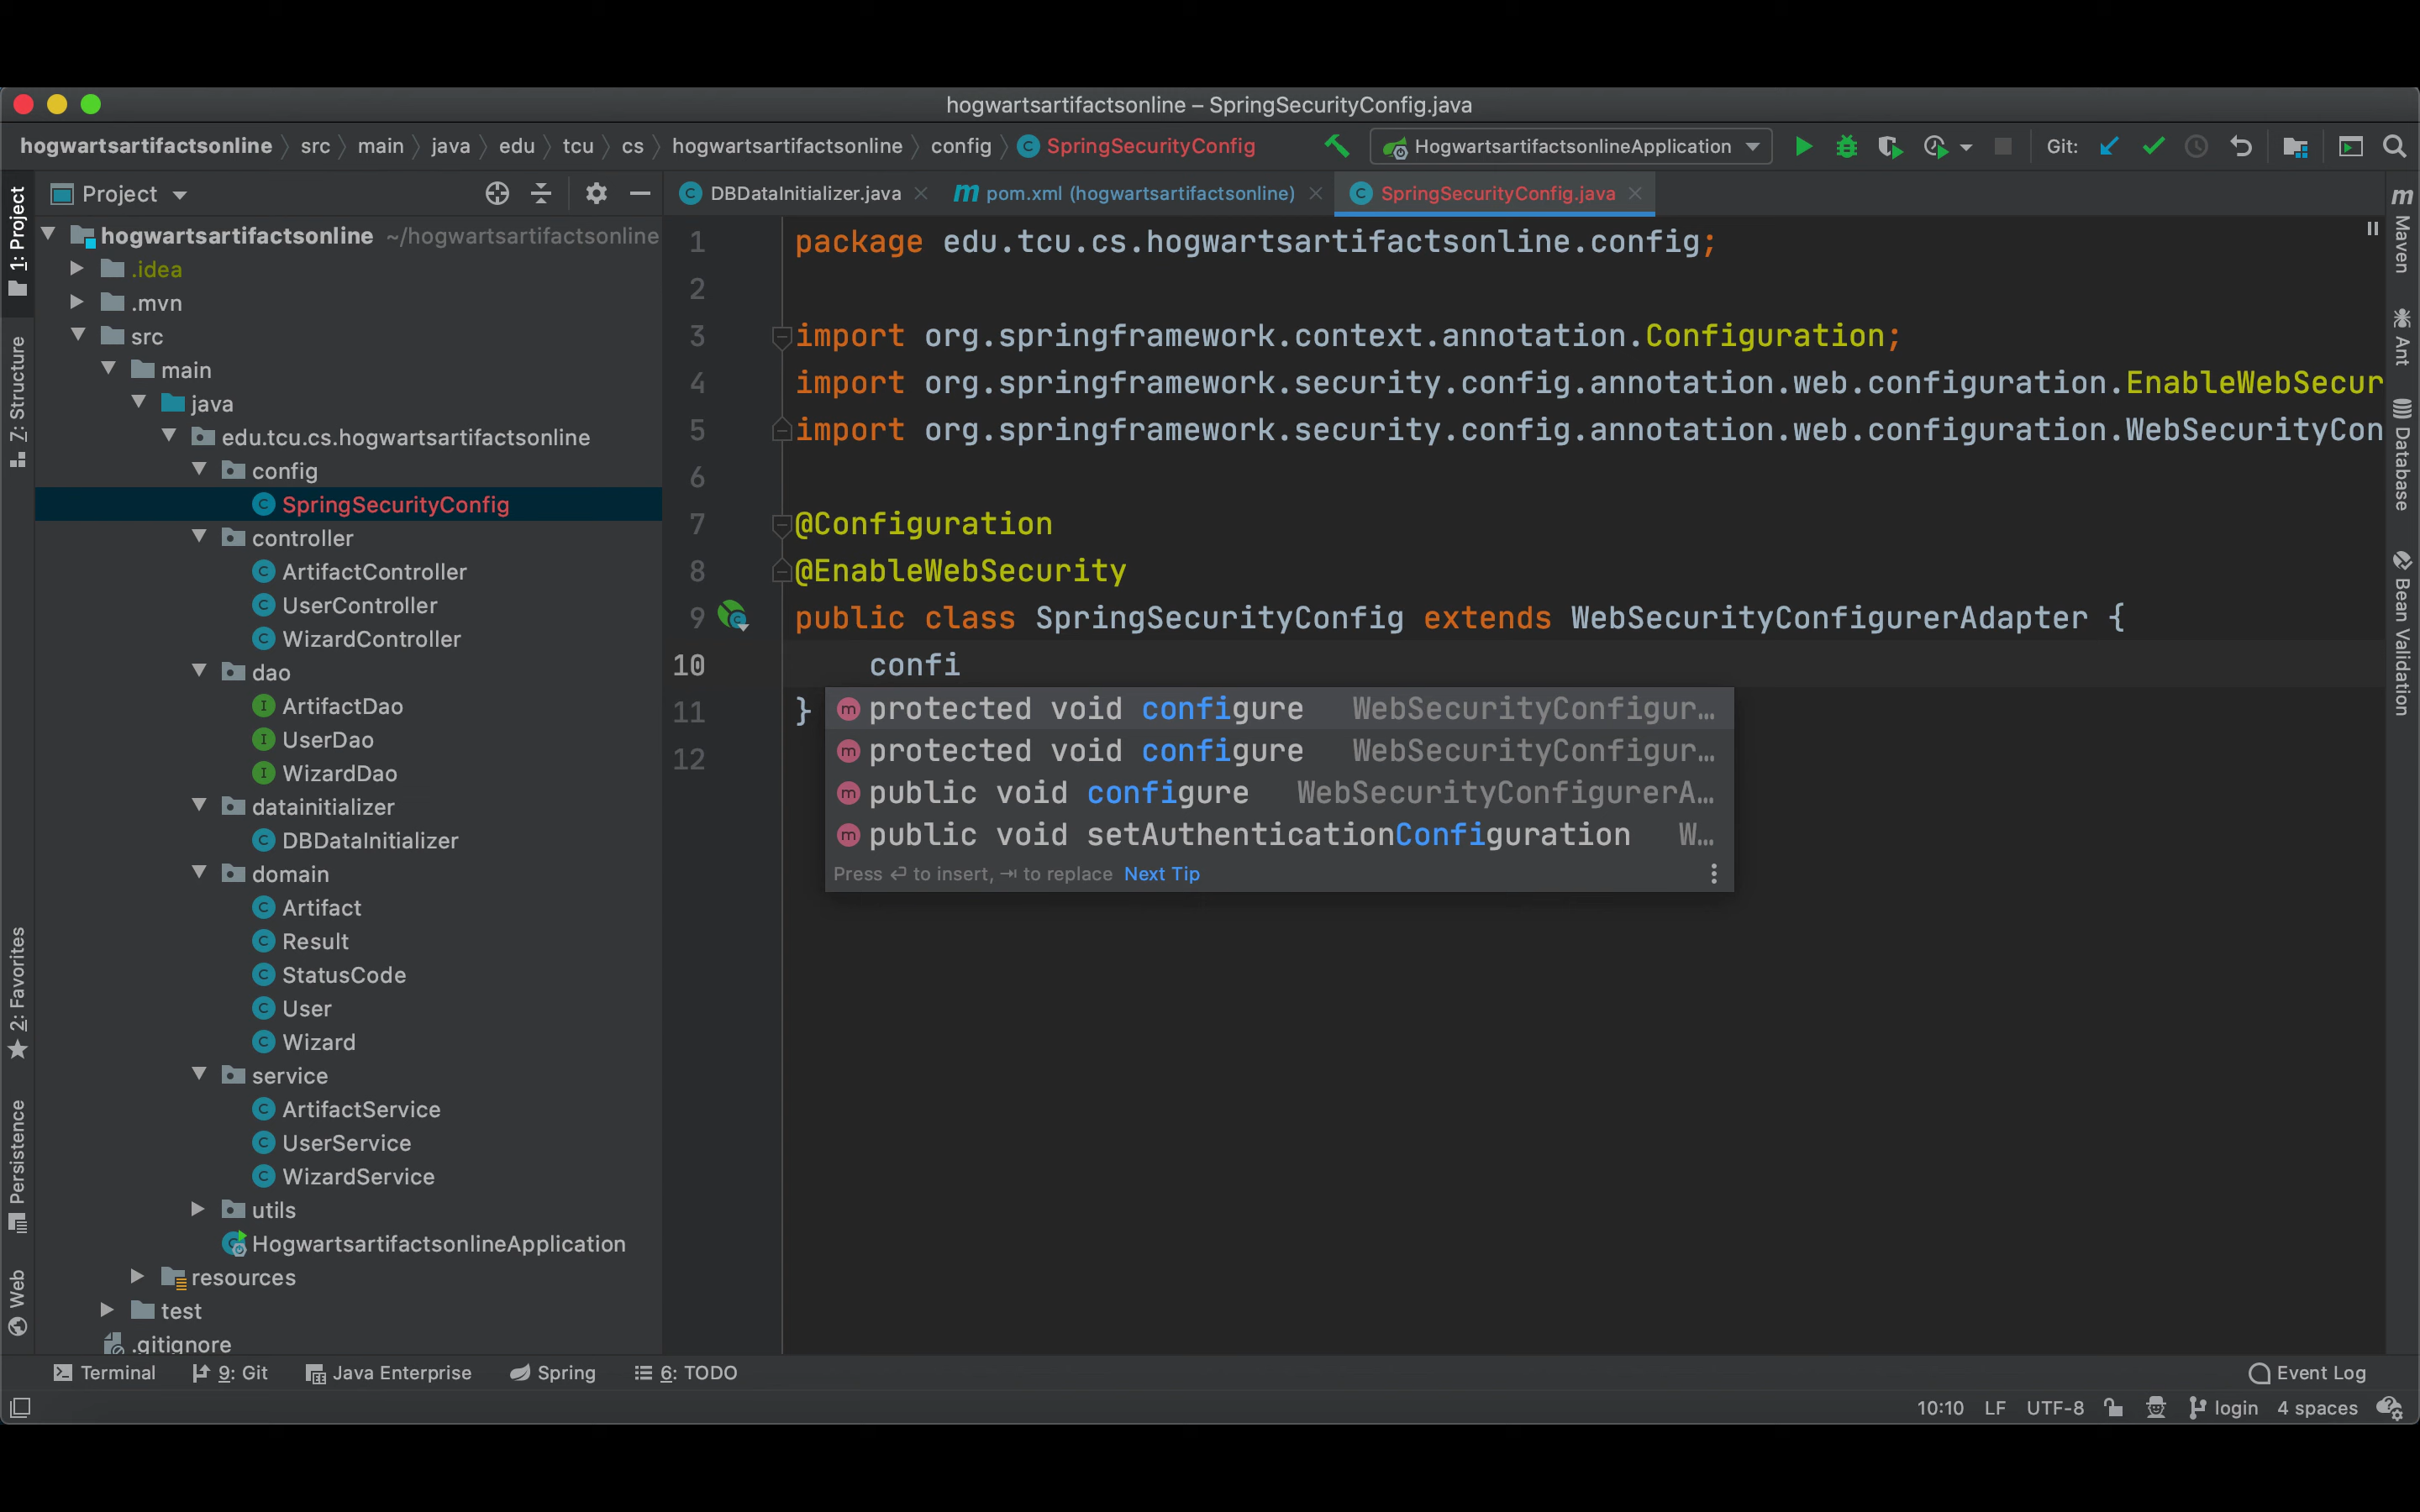 hogwartsartifactsonline – SpringSecurityConfig.java
hogwartsartifactsonline src main java edu tcu cs hogwartsartifactsonline config SpringSecurityConfig HogwartsartifactsonlineApplication Git:
Project
DBDataInitializer.java
pom.xml (hogwartsartifactsonline)
SpringSecurityConfig.java
1: Project
7: Structure
2: Favorites
Persistence
Web
hogwartsartifactsonline ~/hogwartsartifactsonline
.idea
.mvn
src
main
java
edu.tcu.cs.hogwartsartifactsonline
config
SpringSecurityConfig
controller
ArtifactController
UserController
WizardController
dao
ArtifactDao
UserDao
WizardDao
datainitializer
DBDataInitializer
domain
Artifact
Result
StatusCode
User
Wizard
service
ArtifactService
UserService
WizardService
utils
HogwartsartifactsonlineApplication
resources
test
.gitignore
1 package edu.tcu.cs.hogwartsartifactsonline.config;
2
3 import org.springframework.context.annotation.Configuration;
4 import org.springframework.security.config.annotation.web.configuration.EnableWebSecur
5 import org.springframework.security.config.annotation.web.configuration.WebSecurityCon
6
7 @Configuration
8 @EnableWebSecurity
9 public class SpringSecurityConfig extends WebSecurityConfigurerAdapter {
10 confi
11 }
12
protected void configure WebSecurityConfigur…
protected void configure WebSecurityConfigur…
public void configure WebSecurityConfigurerA…
public void setAuthenticationConfiguration W…
Press ↵ to insert, ⇥ to replace Next Tip
Maven
Ant
Database
Bean Validation
Terminal 9: Git Java Enterprise Spring 6: TODO Event Log
10:10 LF UTF-8 login 4 spaces